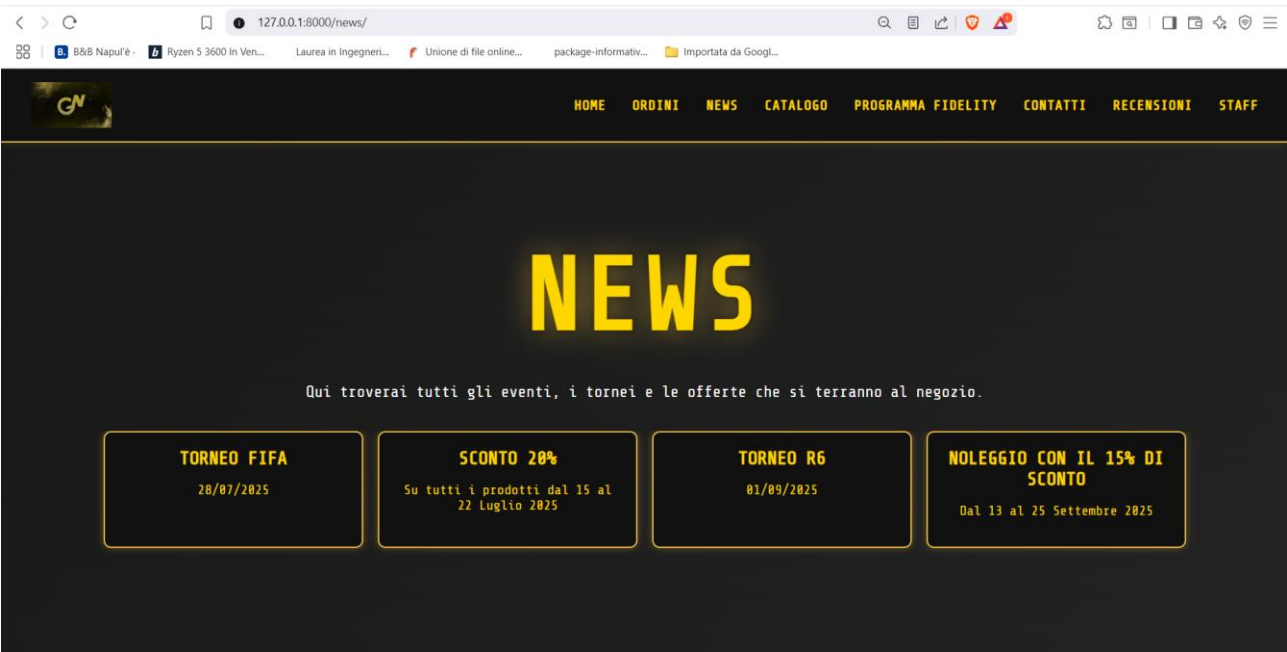 127.0.0.1:8000/news/
B&B Napul'è -
Ryzen 5 3600 In Ven...
Laurea in Ingegneri...
Unione di file online...
package-informativ...
Importata da Googl...
GN
HOME ORDINI NEWS CATALOGO PROGRAMMA FIDELITY CONTATTI RECENSIONI STAFF
NEWS
Qui troverai tutti gli eventi, i tornei e le offerte che si terranno al negozio.
TORNEO FIFA
28/07/2025
SCONTO 20%
Su tutti i prodotti dal 15 al
22 Luglio 2025
TORNEO R6
01/09/2025
NOLEGGIO CON IL 15% DI
SCONTO
Dal 13 al 25 Settembre 2025